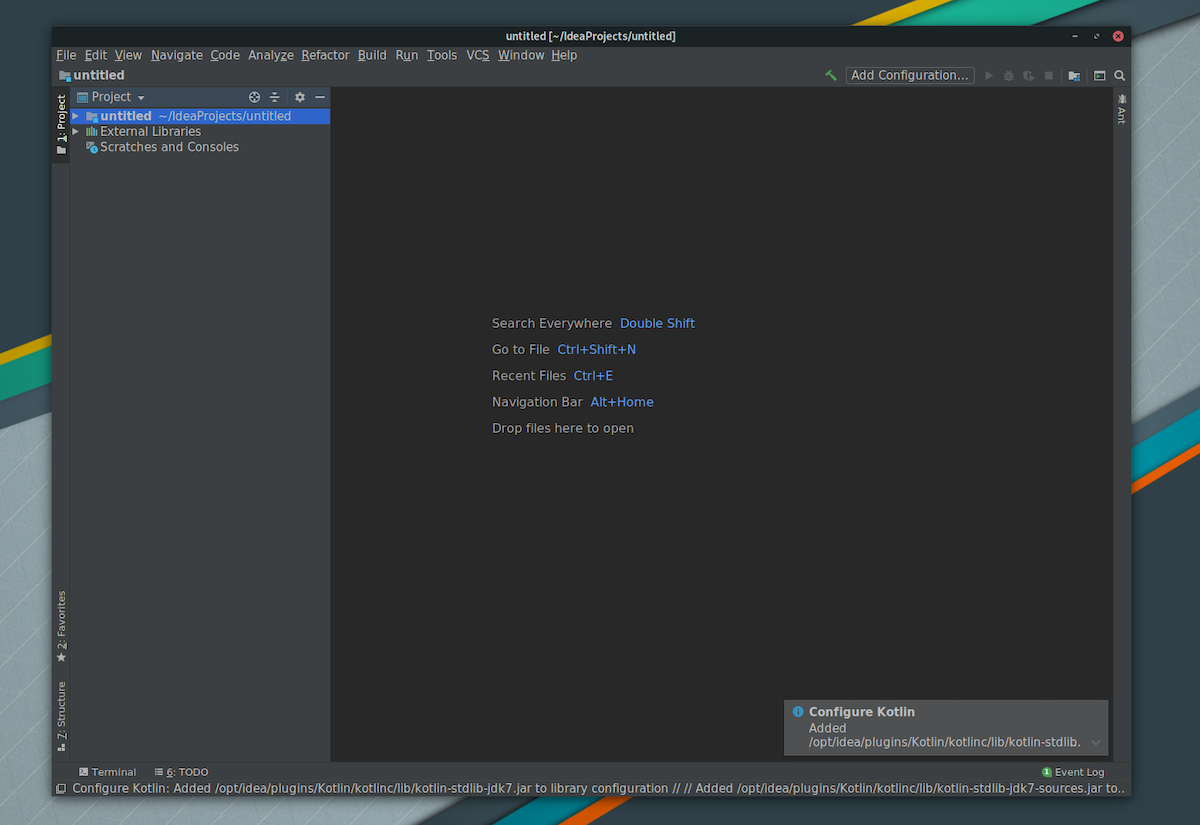 untitled [~/IdeaProjects/untitled]
File Edit View Navigate Code Analyze Refactor Build Run Tools VCS Window Help
untitled
Add Configuration...
1: Project
Project
Ant
untitled ~/IdeaProjects/untitled
External Libraries
Scratches and Consoles
Search Everywhere Double Shift
Go to File Ctrl+Shift+N
Recent Files Ctrl+E
Navigation Bar Alt+Home
Drop files here to open
2: Favorites
7: Structure
Configure Kotlin
Added
/opt/idea/plugins/Kotlin/kotlinc/lib/kotlin-stdlib.
Terminal 6: TODO
1 Event Log
Configure Kotlin: Added /opt/idea/plugins/Kotlin/kotlinc/lib/kotlin-stdlib-jdk7.jar to library configuration // // Added /opt/idea/plugins/Kotlin/kotlinc/lib/kotlin-stdlib-jdk7-sources.jar to..